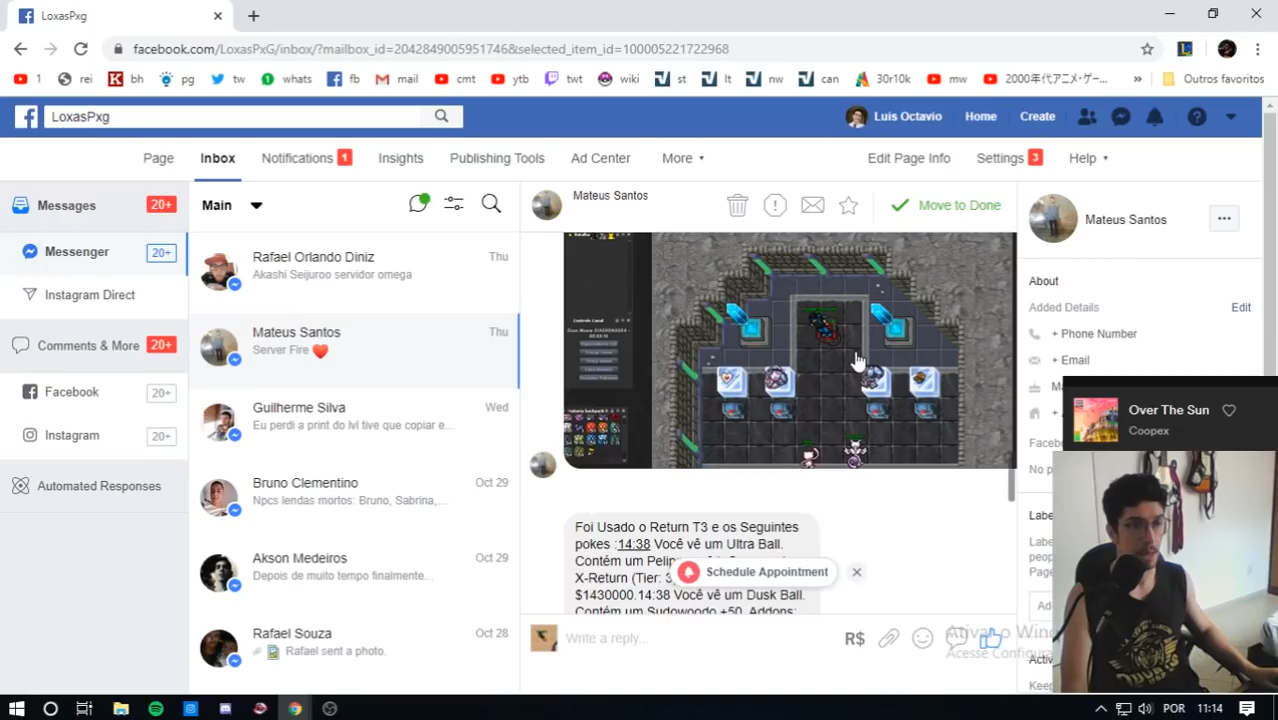 LoxasPxg
facebook.com/LoxasPxG/inbox/?mailbox_id=2042849005951746&selected_item_id=100005221722968
1 rei bh pg tw whats fb mail cmt ytb twt wiki st lt nw can 30r10k mw 2000年代アニメ・ゲー... » Outros favoritos
LoxasPxg Luis Octavio Home Create
Page Inbox Notifications 1 Insights Publishing Tools Ad Center More Edit Page Info Settings 3 Help
Messages 20+
Messenger 20+
Instagram Direct
Comments & More 20+
Facebook 20+
Instagram 20+
Automated Responses
Main
Rafael Orlando Diniz Thu
Akashi Seijuroo servidor omega
Mateus Santos Thu
Server Fire
Guilherme Silva Wed
Eu perdi a print do lvl tive que copiar e...
Bruno Clementino Oct 29
Npcs lendas mortos: Bruno, Sabrina,...
Akson Medeiros Oct 29
Depois de muito tempo finalmente...
Rafael Souza Oct 28
Rafael sent a photo.
Mateus Santos
Move to Done
Foi Usado o Return T3 e os Seguintes
pokes :14:38 Você vê um Ultra Ball.
Contém um
X-Return (Tier: 3
$1430000.14:38 Você vê um Dusk Ball.
Contém um Sudowoodo +50. Addons:
Schedule Appointment
Write a reply...
R$
Mateus Santos
About
Added Details Edit
+ Phone Number
+ Email
Over The Sun
Coopex
POR 11:14